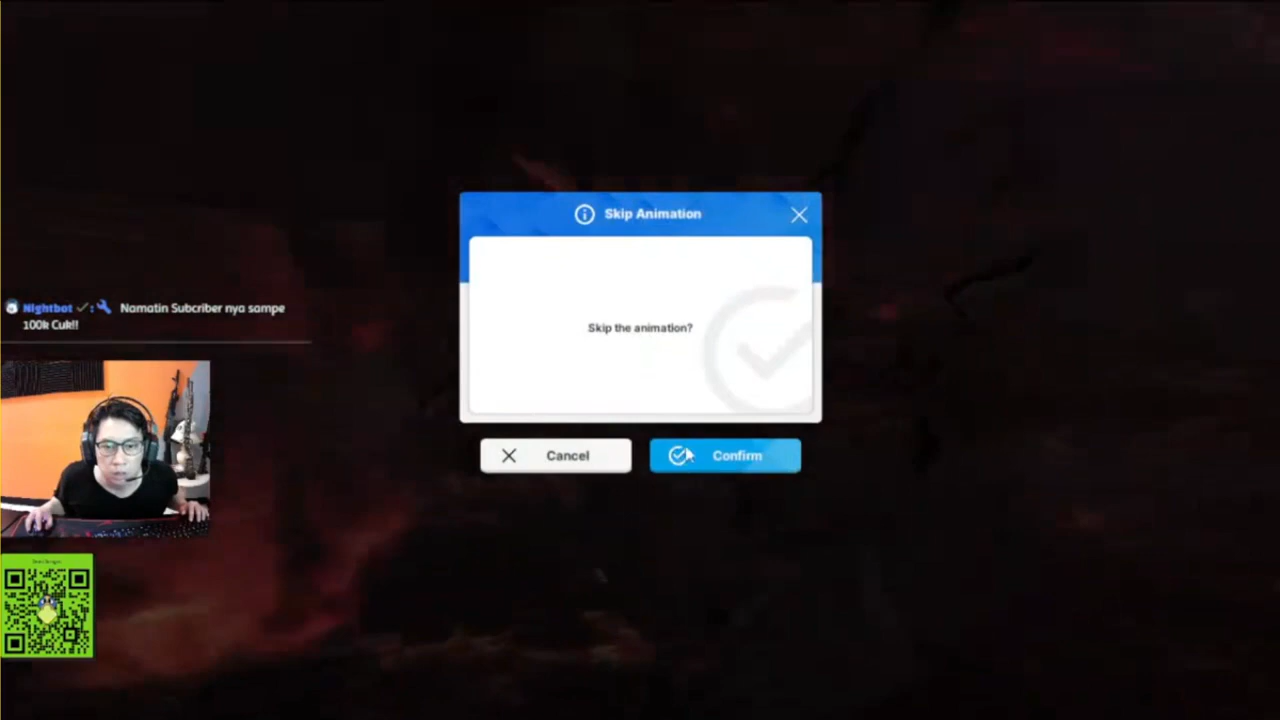 Skip Animation
Nightbot : Namatin Subcriber nya sampe
100k Cuk!!
Skip the animation?
Cancel
Confirm